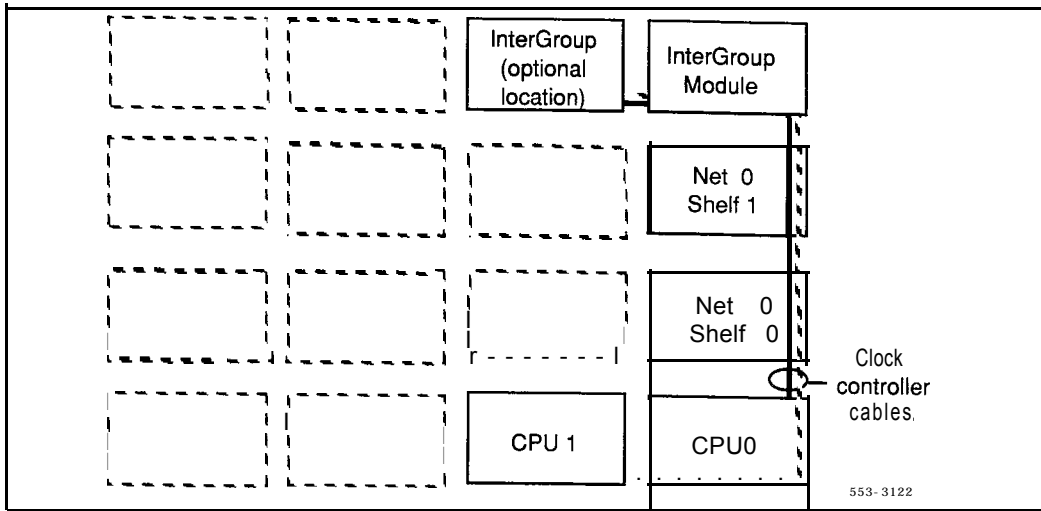 InterGroup
(optional
location)
InterGroup
Module
Net 0
Shelf 1
Net 0
Shelf 0
Clock
controller
cables.
CPU 1
CPU0
553-3122